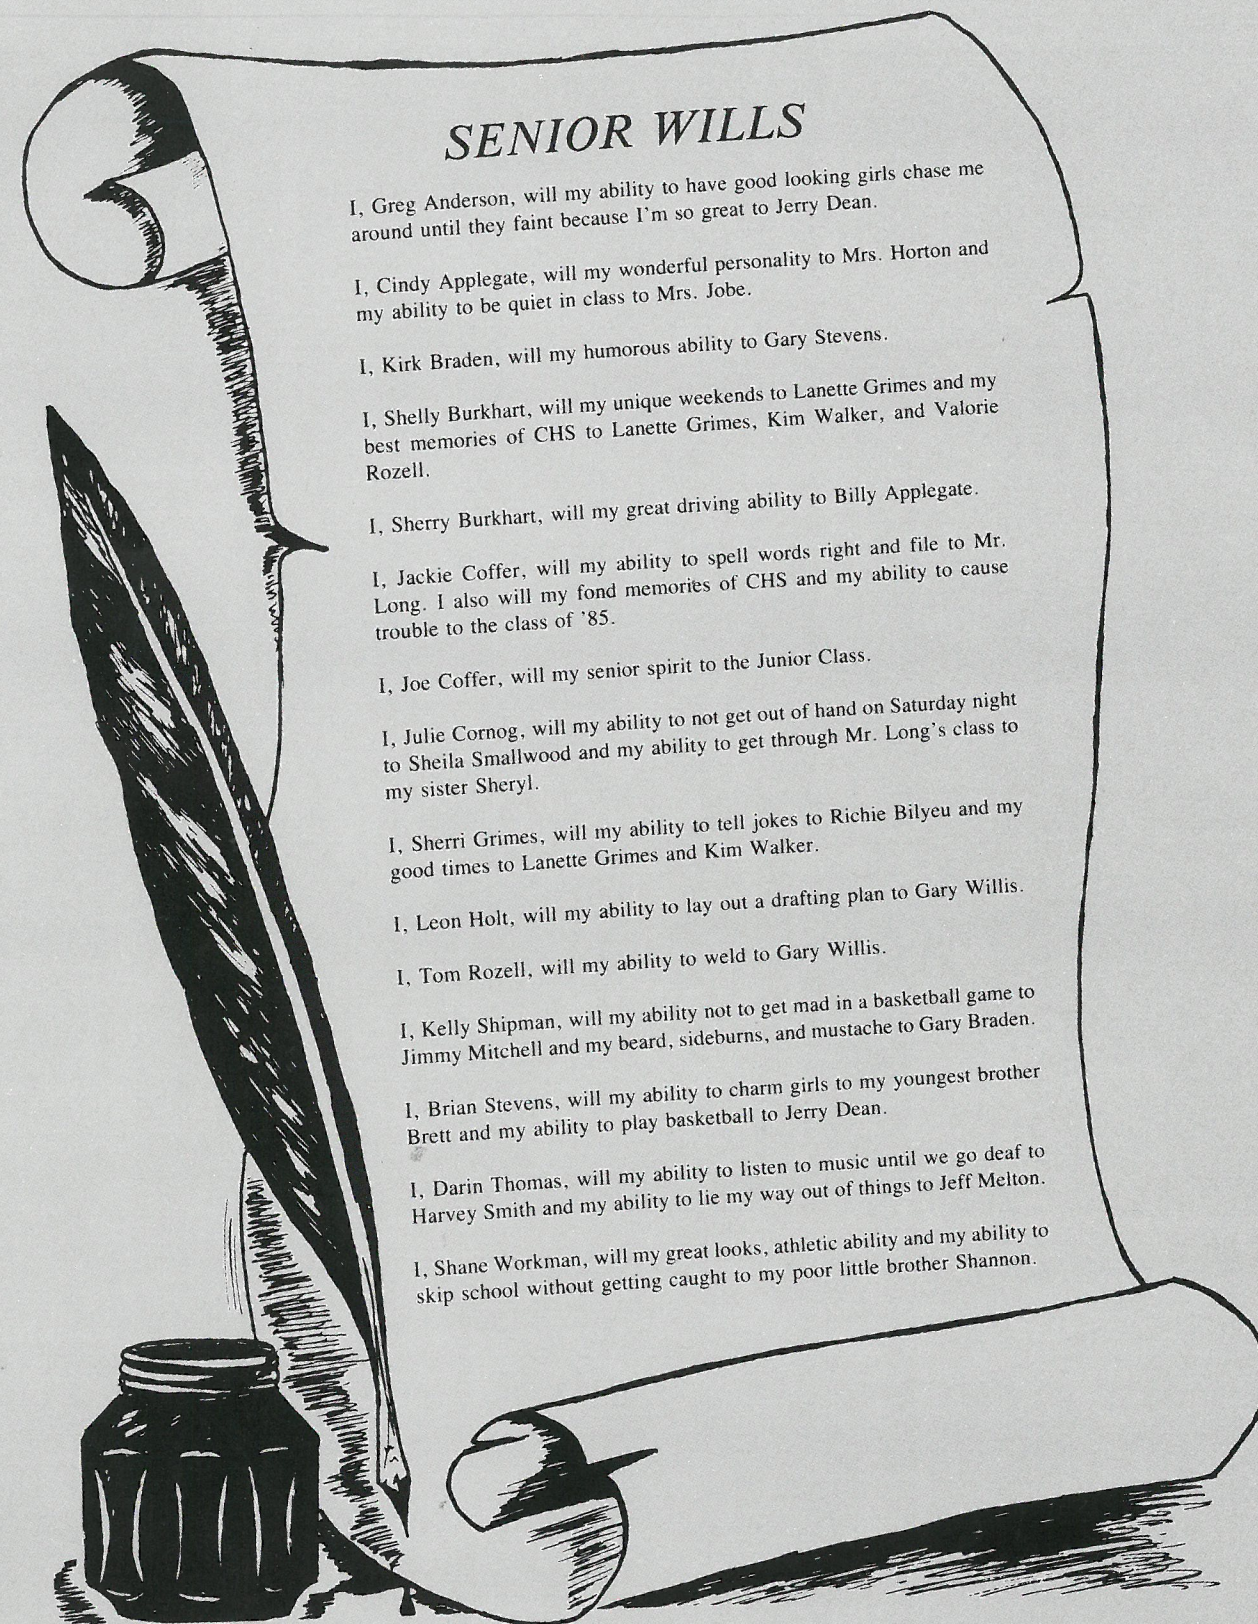 SENIOR WILLS
I, Greg Anderson, will my ability to have good looking girls chase me
around until they faint because I'm so great to Jerry Dean.
I, Cindy Applegate, will my wonderful personality to Mrs. Horton and
my ability to be quiet in class to Mrs. Jobe.
I, Kirk Braden, will my humorous ability to Gary Stevens.
I, Shelly Burkhart, will my unique weekends to Lanette Grimes and my
best memories of CHS to Lanette Grimes, Kim Walker, and Valorie
Rozell.
I, Sherry Burkhart, will my great driving ability to Billy Applegate.
I, Jackie Coffer, will my ability to spell words right and file to Mr.
Long. I also will my fond memories of CHS and my ability to cause
trouble to the class of '85.
I, Joe Coffer, will my senior spirit to the Junior Class.
I, Julie Cornog, will my ability to not get out of hand on Saturday night
to Sheila Smallwood and my ability to get through Mr. Long's class to
my sister Sheryl.
I, Sherri Grimes, will my ability to tell jokes to Richie Bilyeu and my
good times to Lanette Grimes and Kim Walker.
I, Leon Holt, will my ability to lay out a drafting plan to Gary Willis.
I, Tom Rozell, will my ability to weld to Gary Willis.
I, Kelly Shipman, will my ability not to get mad in a basketball game to
Jimmy Mitchell and my beard, sideburns, and mustache to Gary Braden.
I, Brian Stevens, will my ability to charm girls to my youngest brother
Brett and my ability to play basketball to Jerry Dean.
I, Darin Thomas, will my ability to listen to music until we go deaf to
Harvey Smith and my ability to lie my way out of things to Jeff Melton.
I, Shane Workman, will my great looks, athletic ability and my ability to
skip school without getting caught to my poor little brother Shannon.